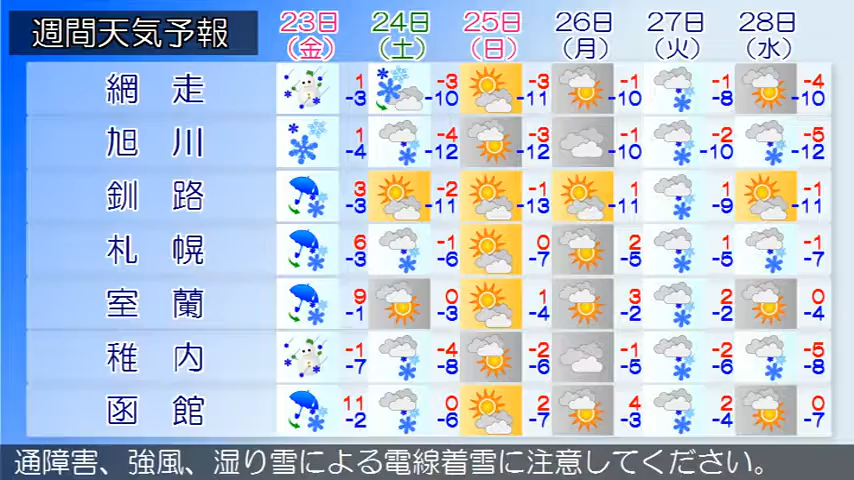 週間天気予報 23日 24日 25日 26日 27日 28日
(金) (土) (日) (月) (火) (水)
網走 1 -3 -3 -10 -3 -11 -1 -10 -1 -8 -4 -10
旭川 1 -4 -4 -12 -3 -12 -1 -10 -2 -10 -5 -12
釧路 3 -3 -2 -11 -1 -13 1 -11 1 -9 -1 -11
札幌 6 -3 -1 -6 0 -7 2 -5 1 -5 -1 -7
室蘭 9 -1 0 -3 1 -4 3 -2 2 -2 0 -4
稚内 -1 -7 -4 -8 -2 -6 -1 -5 -2 -6 -5 -8
函館 11 -2 0 -6 2 -7 4 -3 2 -4 0 -7
通障害、強風、湿り雪による電線着雪に注意してください。